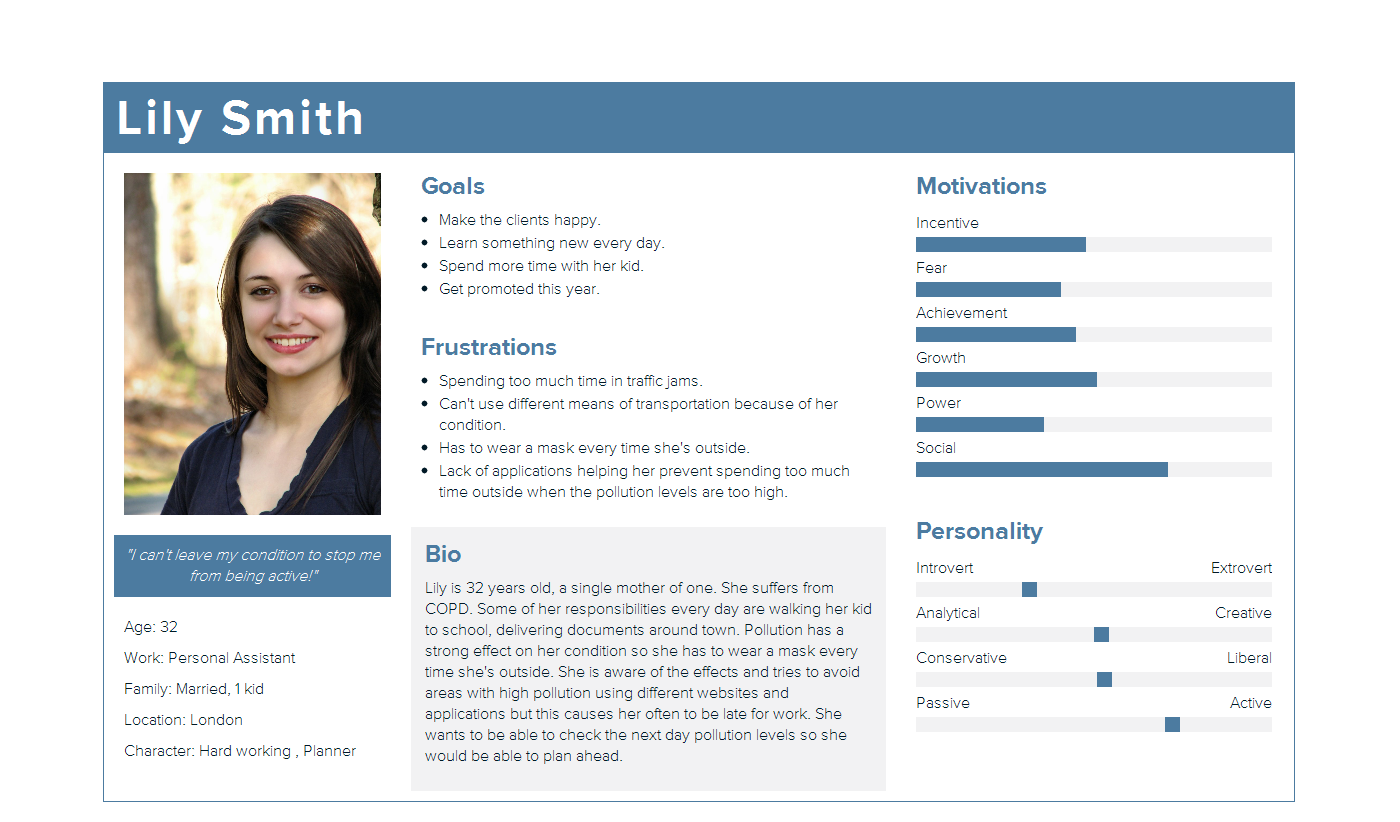 Lily Smith
"I can't leave my condition to stop me
from being active!"
Age: 32
Work: Personal Assistant
Family: Married, 1 kid
Location: London
Character: Hard working , Planner
Goals
• Make the clients happy.
• Learn something new every day.
• Spend more time with her kid.
• Get promoted this year.
Frustrations
• Spending too much time in traffic jams.
• Can't use different means of transportation because of her
condition.
• Has to wear a mask every time she's outside.
• Lack of applications helping her prevent spending too much
time outside when the pollution levels are too high.
Bio
Lily is 32 years old, a single mother of one. She suffers from
COPD. Some of her responsibilities every day are walking her kid
to school, delivering documents around town. Pollution has a
strong effect on her condition so she has to wear a mask every
time she's outside. She is aware of the effects and tries to avoid
areas with high pollution using different websites and
applications but this causes her often to be late for work. She
wants to be able to check the next day pollution levels so she
would be able to plan ahead.
Motivations
Incentive
Fear
Achievement
Growth
Power
Social
Personality
Introvert Extrovert
Analytical Creative
Conservative Liberal
Passive Active